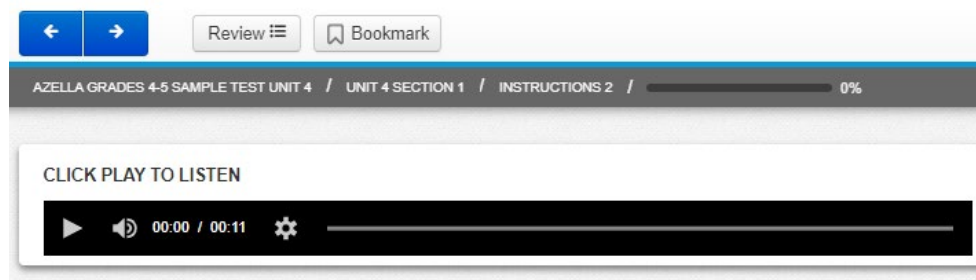 Review Bookmark
AZELLA GRADES 4-5 SAMPLE TEST UNIT 4 / UNIT 4 SECTION 1 / INSTRUCTIONS 2 / 0%
CLICK PLAY TO LISTEN
00:00 / 00:11